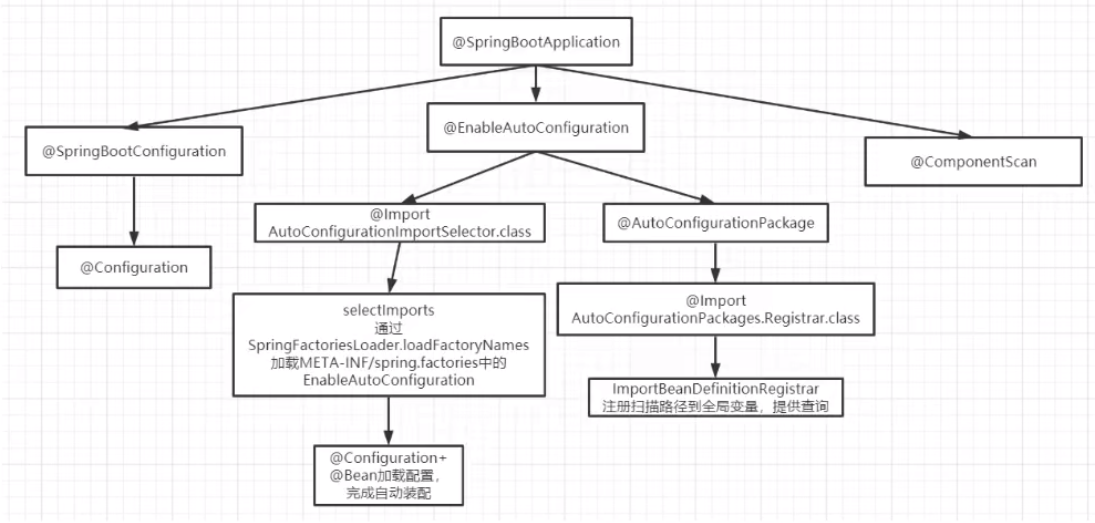 @SpringBootApplication
@SpringBootConfiguration
@EnableAutoConfiguration
@ComponentScan
@Configuration
@Import
AutoConfigurationImportSelector.class
@AutoConfigurationPackage
selectImports
通过
SpringFactoriesLoader.loadFactoryNames
加载META-INF/spring.factories中的
EnableAutoConfiguration
@Import
AutoConfigurationPackages.Registrar.class
ImportBeanDefinitionRegistrar
注册扫描路径到全局变量，提供查询
@Configuration+
@Bean加载配置，
完成自动装配